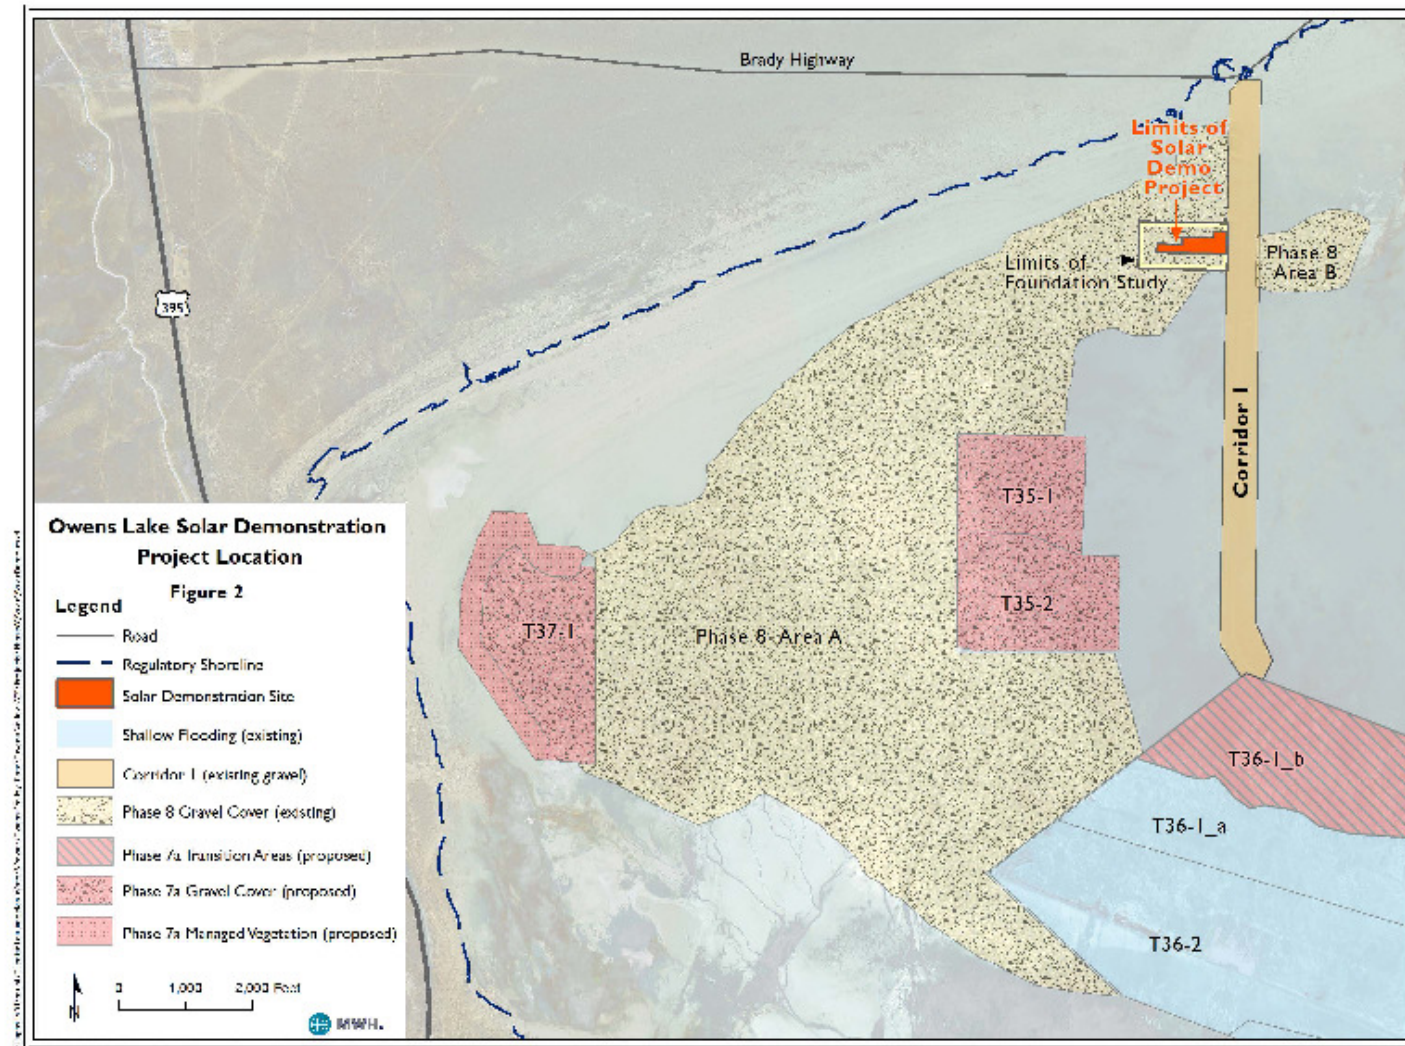 Brady Highway
Limits of
Solar
Demo
Project
395
Limits of
Foundation Study
Phase 8
Area B
Corridor 1
T35-1
T35-2
T37-1
Phase 8 Area A
T36-1_b
T36-1_a
T36-2
Owens Lake Solar Demonstration
Project Location
Figure 2
Legend
Road
Regulatory Shoreline
Solar Demonstration Site
Shallow Flooding (existing)
Corridor 1 (existing gravel)
Phase 8 Gravel Cover (existing)
Phase 7a Transition Areas (proposed)
Phase 7a Gravel Cover (proposed)
Phase 7a Managed Vegetation (proposed)
N
0 1,000 2,000 Feet
MWH.